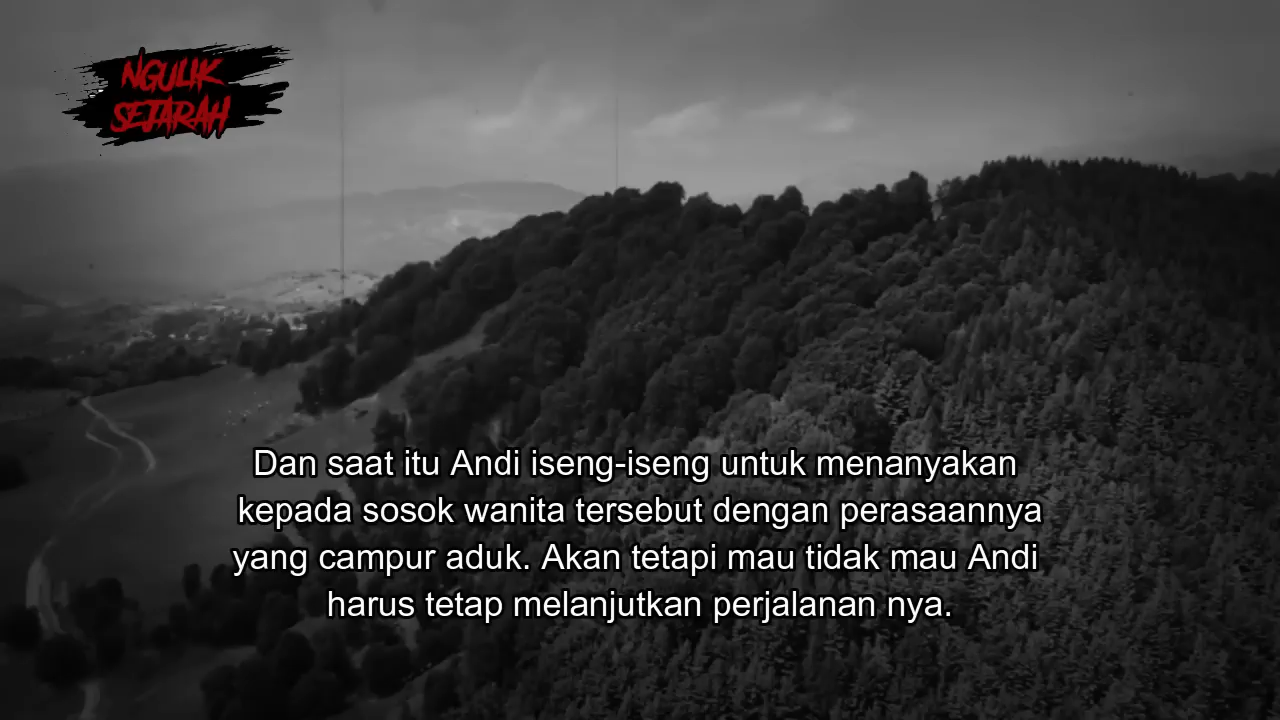 NGULIK
SEJARAH
Dan saat itu Andi iseng-iseng untuk menanyakan
kepada sosok wanita tersebut dengan perasaannya
yang campur aduk. Akan tetapi mau tidak mau Andi
harus tetap melanjutkan perjalanan nya.